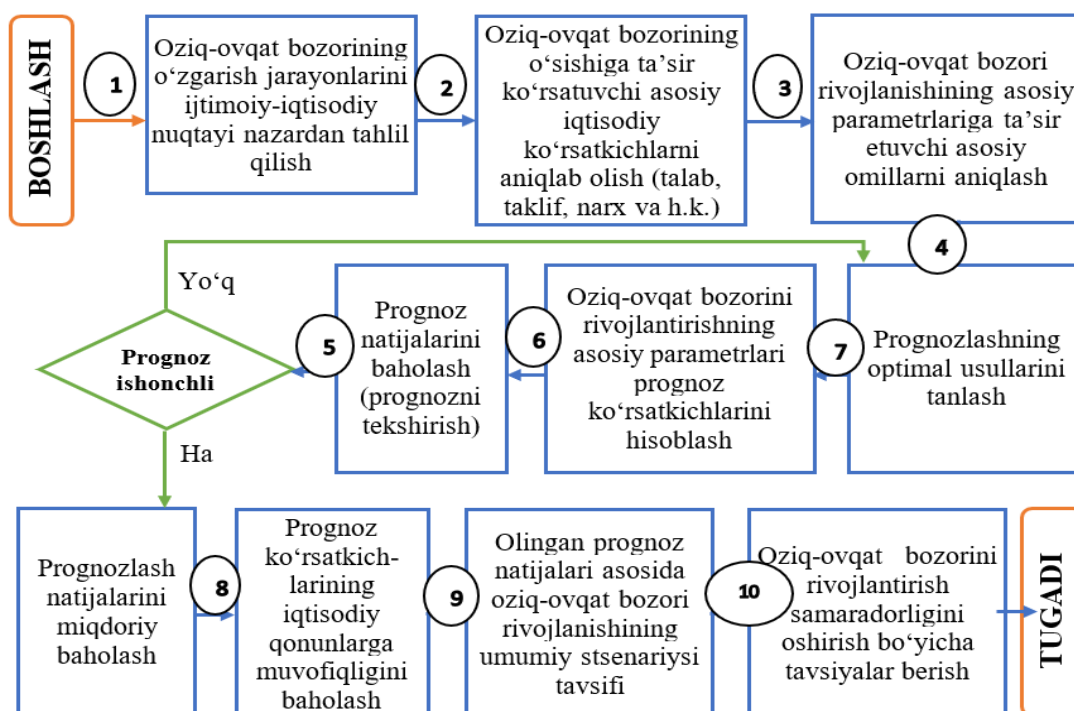 BOSHLASH
1
Oziq-ovqat bozorining
o‘zgarish jarayonlarini
ijtimoiy-iqtisodiy
nuqtayi nazardan tahlil
qilish
2
Oziq-ovqat bozorining
o‘sishiga ta’sir
ko‘rsatuvchi asosiy
iqtisodiy
ko‘rsatkichlarni
aniqlab olish (talab,
taklif, narx va h.k.)
3
Oziq-ovqat bozori
rivojlanishining asosiy
parametrlariga ta’sir
etuvchi asosiy
omillarni aniqlash
4
Yo‘q
Prognoz
ishonchli
Ha
5
Prognoz
natijalarini
baholash
(prognozni
tekshirish)
6
Oziq-ovqat bozorini
rivojlantirishning
asosiy parametrlari
prognoz
ko‘rsatkichlarini
hisoblash
7
Prognozlashning
optimal usullarini
tanlash
Prognozlash
natijalarini
miqdoriy
baholash
8
Prognoz
ko‘rsatkich-
larining
iqtisodiy
qonunlarga
muvofiqligini
baholash
9
Olingan prognoz
natijalari asosida
oziq-ovqat bozori
rivojlanishining
umumiy stsenariysi
tavsifi
10
Oziq-ovqat bozorini
rivojlantirish
samaradorligini
oshirish bo‘yicha
tavsiyalar berish
TUGADI